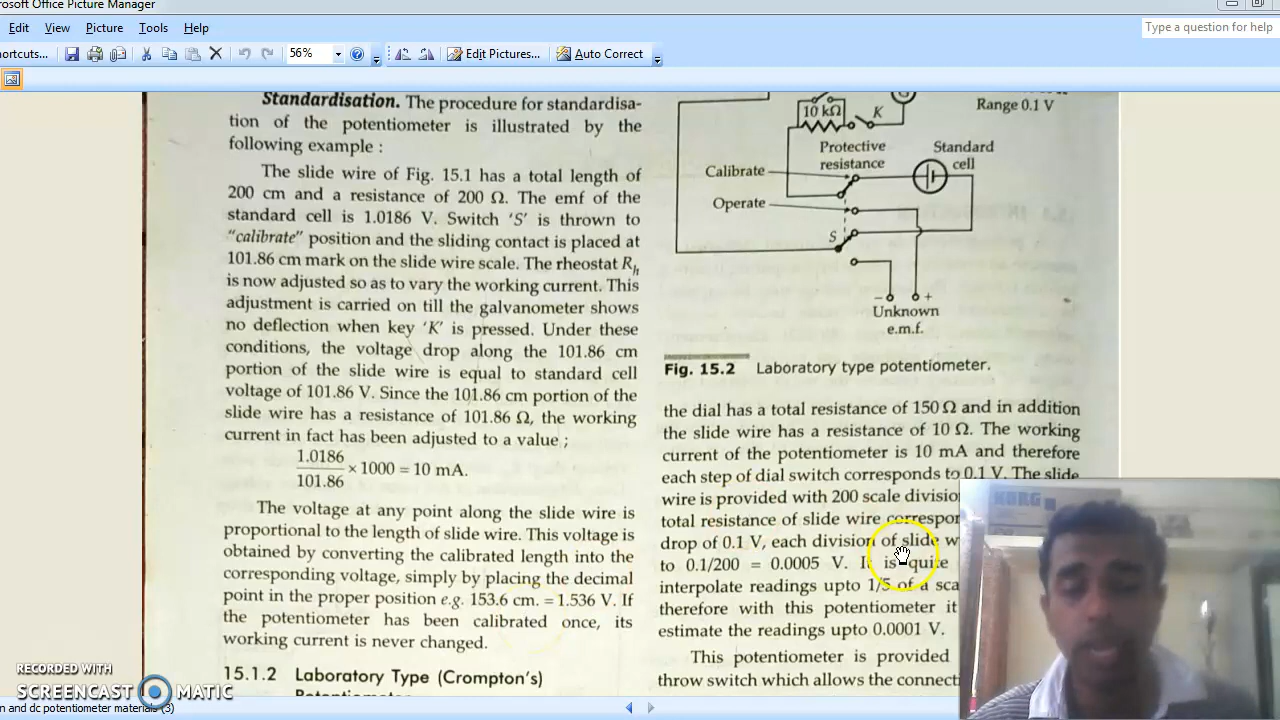 rosoft Office Picture Manager
Edit View Picture Tools Help
Type a question for help
ortcuts... 56% Edit Pictures... Auto Correct
Standardisation. The procedure for standardisa-
tion of the potentiometer is illustrated by the
following example :
The slide wire of Fig. 15.1 has a total length of
200 cm and a resistance of 200 Ω. The emf of the
standard cell is 1.0186 V. Switch ‘S’ is thrown to
“calibrate” position and the sliding contact is placed at
101.86 cm mark on the slide wire scale. The rheostat Rh
is now adjusted so as to vary the working current. This
adjustment is carried on till the galvanometer shows
no deflection when key ‘K’ is pressed. Under these
conditions, the voltage drop along the 101.86 cm
portion of the slide wire is equal to standard cell
voltage of 101.86 V. Since the 101.86 cm portion of the
slide wire has a resistance of 101.86 Ω, the working
current in fact has been adjusted to a value ;
1.0186
101.86
× 1000 = 10 mA.
The voltage at any point along the slide wire is
proportional to the length of slide wire. This voltage is
obtained by converting the calibrated length into the
corresponding voltage, simply by placing the decimal
point in the proper position e.g. 153.6 cm. = 1.536 V. If
the potentiometer has been calibrated once, its
working current is never changed.
15.1.2 Laboratory Type (Crompton’s)
G
Range 0.1 V
10 kΩ
K
Protective
resistance
Standard
cell
Calibrate
Operate
S
– +
Unknown
e.m.f.
Fig. 15.2 Laboratory type potentiometer.
the dial has a total resistance of 150 Ω and in addition
the slide wire has a resistance of 10 Ω. The working
current of the potentiometer is 10 mA and therefore
each step of dial switch corresponds to 0.1 V. The slide
wire is provided with 200 scale divisio
total resistance of slide wire correspor
drop of 0.1 V, each division of slide w
to 0.1/200 = 0.0005 V. It is quite
interpolate readings upto 1/5 of a sca
therefore with this potentiometer it
estimate the readings upto 0.0001 V.
This potentiometer is provided
throw switch which allows the connecti
KORG
RECORDED WITH
SCREENCAST MATIC
n and dc potentiometer materials (3)